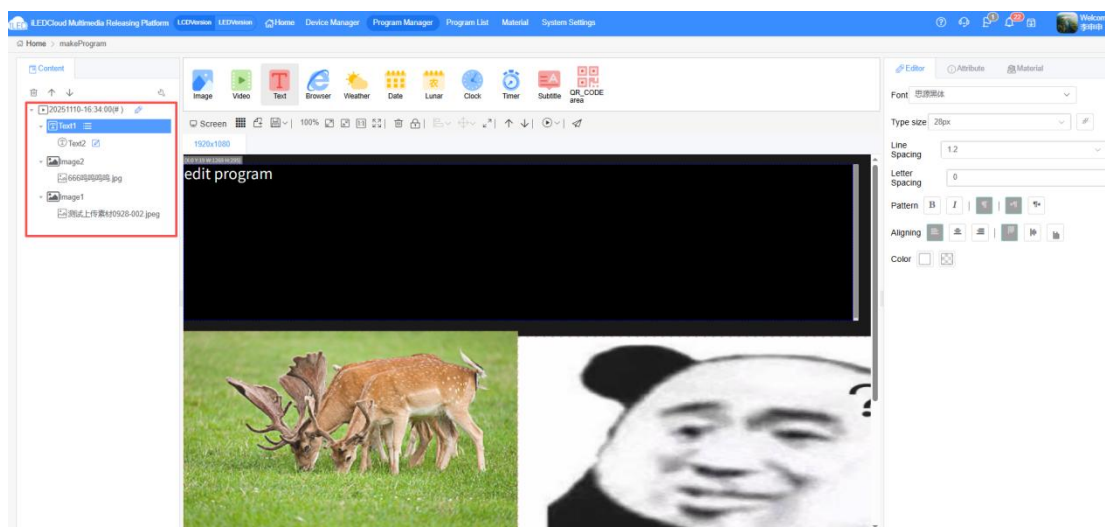 iLEDCloud Multimedia Releasing Platform LCDVersion LEDVersion Home Device Manager Program Manager Program List Material System Settings
Welcom
Home > makeProgram
Content
Image Video Text Browser Weather Date Lunar Clock Timer Subtitle QR_CODE area
Editor Attribute Material
20251110-16:34:00(#)
Text1
Text2
Image2
666呜呜呜呜.jpg
Image1
测试上传素材0928-002.jpeg
Screen 100%
1920x1080
edit program
Font 思源黑体
Type size 28px
Line Spacing 1.2
Letter Spacing 0
Pattern B I
Aligning
Color
?